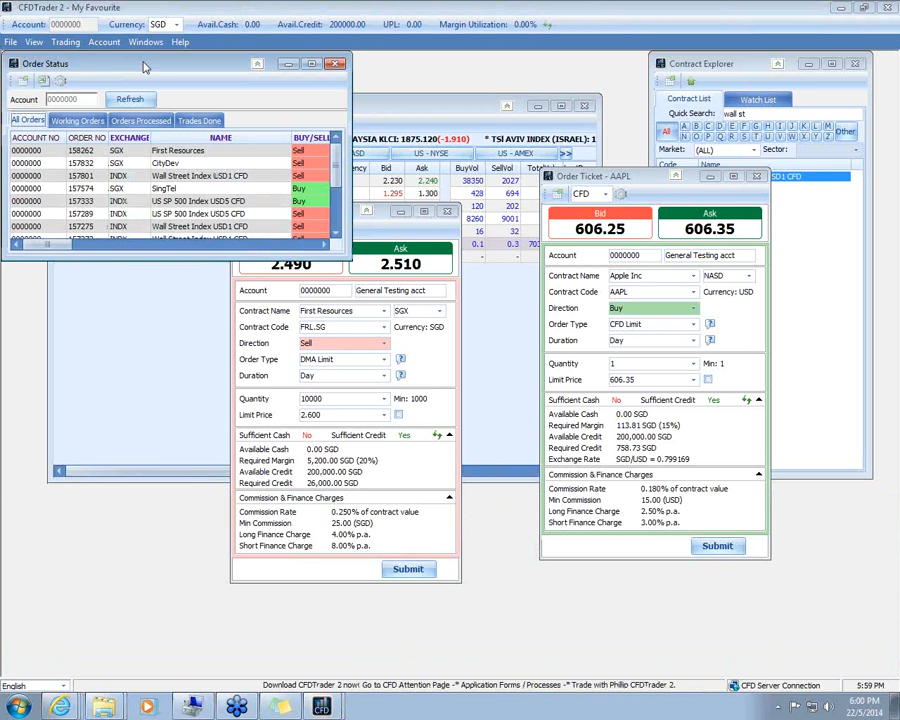 CFDTrader 2 - My Favourite
Account: 0000000 Currency: SGD Avail.Cash: 0.00 Avail.Credit: 200000.00 UPL: 0.00 Margin Utilization: 0.00%
File View Trading Account Windows Help
Order Status
Account 0000000 Refresh
All Orders Working Orders Orders Processed Trades Done
ACCOUNT NO ORDER NO EXCHANGE NAME BUY/SELL
0000000 158262 SGX First Resources Sell
0000000 157832 SGX CityDev Sell
0000000 157801 INDX Wall Street Index USD1 CFD Sell
0000000 157574 SGX SingTel Buy
0000000 157333 INDX US SP 500 Index USD5 CFD Buy
0000000 157289 INDX US SP 500 Index USD5 CFD Sell
0000000 157275 INDX Wall Street Index USD1 CFD Sell
AYSIA KLCI: 1875.120(-1.910) * TSI AVIV INDEX (ISRAEL): 1
ASD US - NYSE US - AMEX >>
Bid Ask BuyVol SellVol
2.230 2.240 38350 2027
1.295 1.300 428 694
120 202
8260 9001
0.1 0.3
Contract Explorer
Contract List Watch List
Quick Search: wall st
All A B C D E F G H I J K L M N O P Q R S T U V W X Y Z Other
Market: (ALL) Sector:
Code Name
SD1 CFD
Ask
2.490 2.510
Account 0000000 General Testing acct
Contract Name First Resources SGX
Contract Code FRL.SG Currency: SGD
Direction Sell
Order Type DMA Limit
Duration Day
Quantity 10000 Min: 1000
Limit Price 2.600
Sufficient Cash No Sufficient Credit Yes
Available Cash 0.00 SGD
Required Margin 5,200.00 SGD (20%)
Available Credit 200,000.00 SGD
Required Credit 26,000.00 SGD
Commission & Finance Charges
Commission Rate 0.250% of contract value
Min Commission 25.00 (SGD)
Long Finance Charge 4.00% p.a.
Short Finance Charge 8.00% p.a.
Submit
Order Ticket - AAPL
CFD
Bid Ask
606.25 606.35
Account 0000000 General Testing acct
Contract Name Apple Inc NASD
Contract Code AAPL Currency: USD
Direction Buy
Order Type CFD Limit
Duration Day
Quantity 1 Min: 1
Limit Price 606.35
Sufficient Cash No Sufficient Credit Yes
Available Cash 0.00 SGD
Required Margin 113.81 SGD (15%)
Available Credit 200,000.00 SGD
Required Credit 758.73 SGD
Exchange Rate SGD/USD = 0.799169
Commission & Finance Charges
Commission Rate 0.180% of contract value
Min Commission 15.00 (USD)
Long Finance Charge 2.50% p.a.
Short Finance Charge 3.00% p.a.
Submit
English Download CFDTrader 2 now! Go to CFD Attention Page -* Application Forms / Processes -* Trade with Phillip CFDTrader 2. CFD Server Connection 5:59 PM
CFD
6:00 PM
22/5/2014